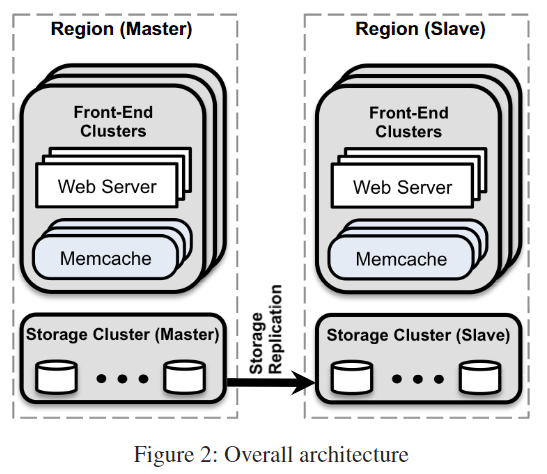 Region (Master)
Front-End
Clusters
Web Server
Memcache
Storage Cluster (Master)
Storage
Replication
Region (Slave)
Front-End
Clusters
Web Server
Memcache
Storage Cluster (Slave)
Figure 2: Overall architecture